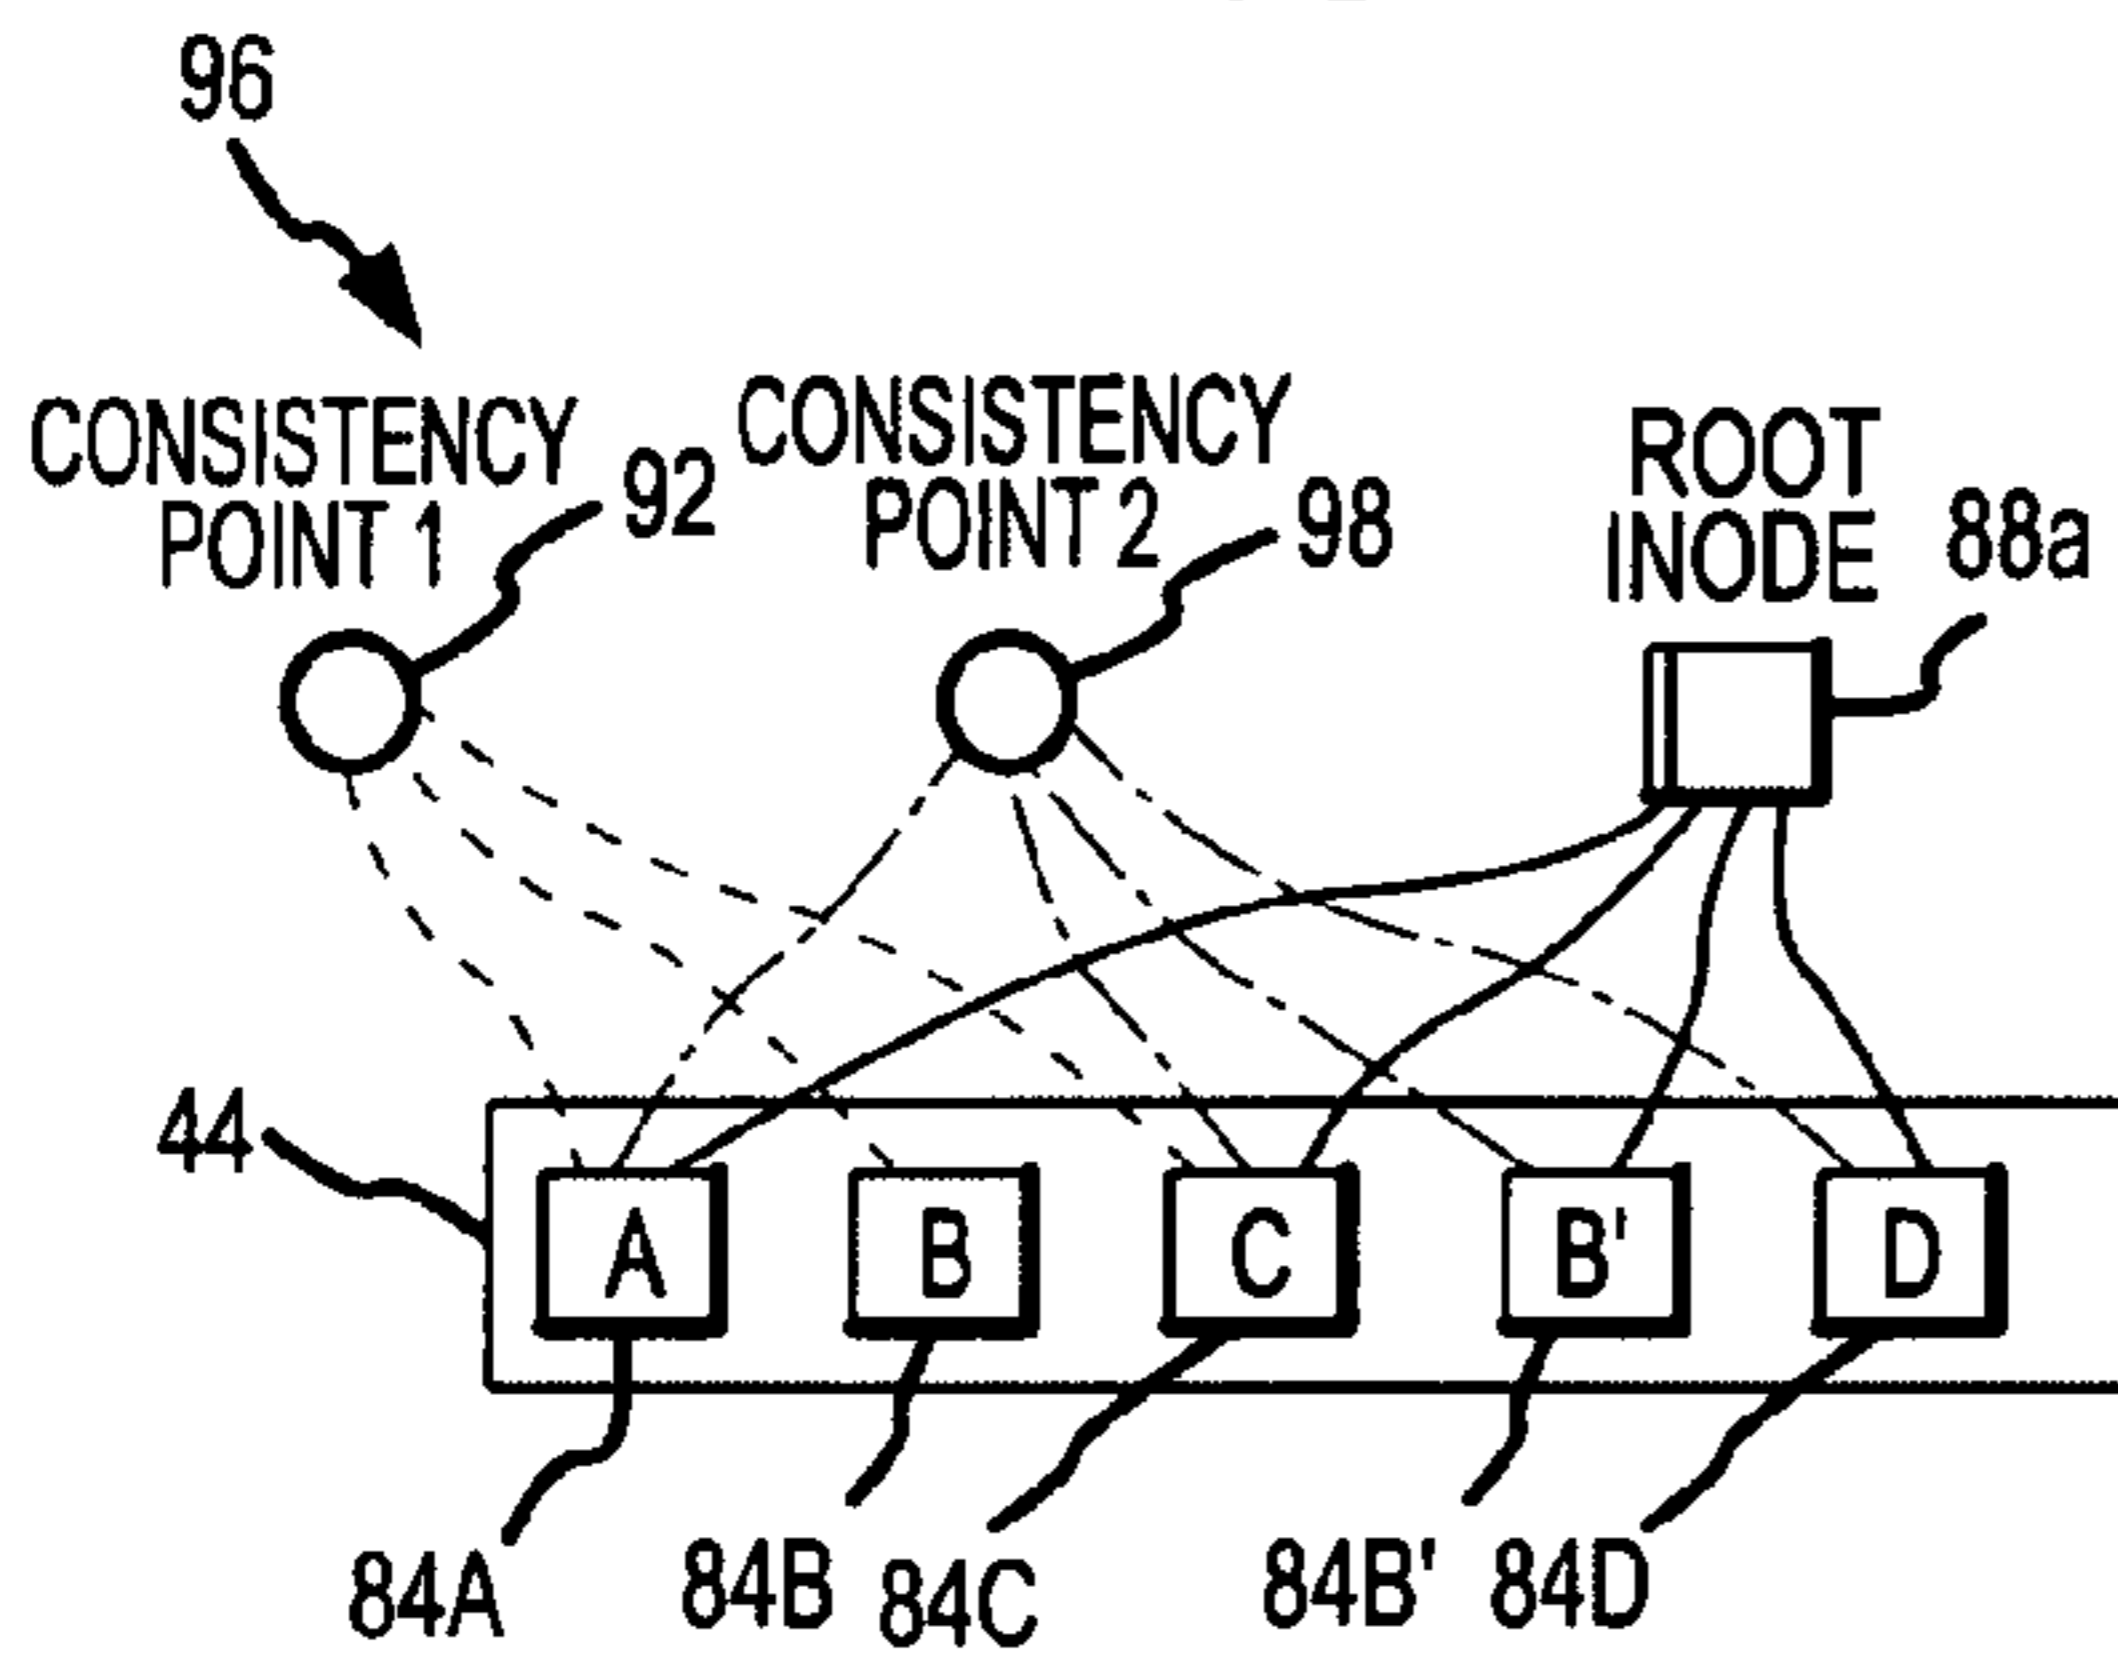 96
CONSISTENCY
POINT 1
92
CONSISTENCY
POINT 2
98
ROOT
INODE
88a
44
A
B
C
B'
D
84A
84B
84C
84B'
84D